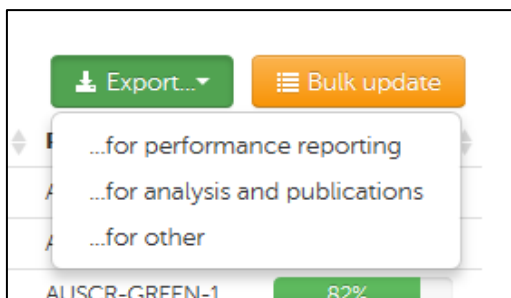 Export...
Bulk update
...for performance reporting
...for analysis and publications
...for other
AUSCR-GREEN-1
82%